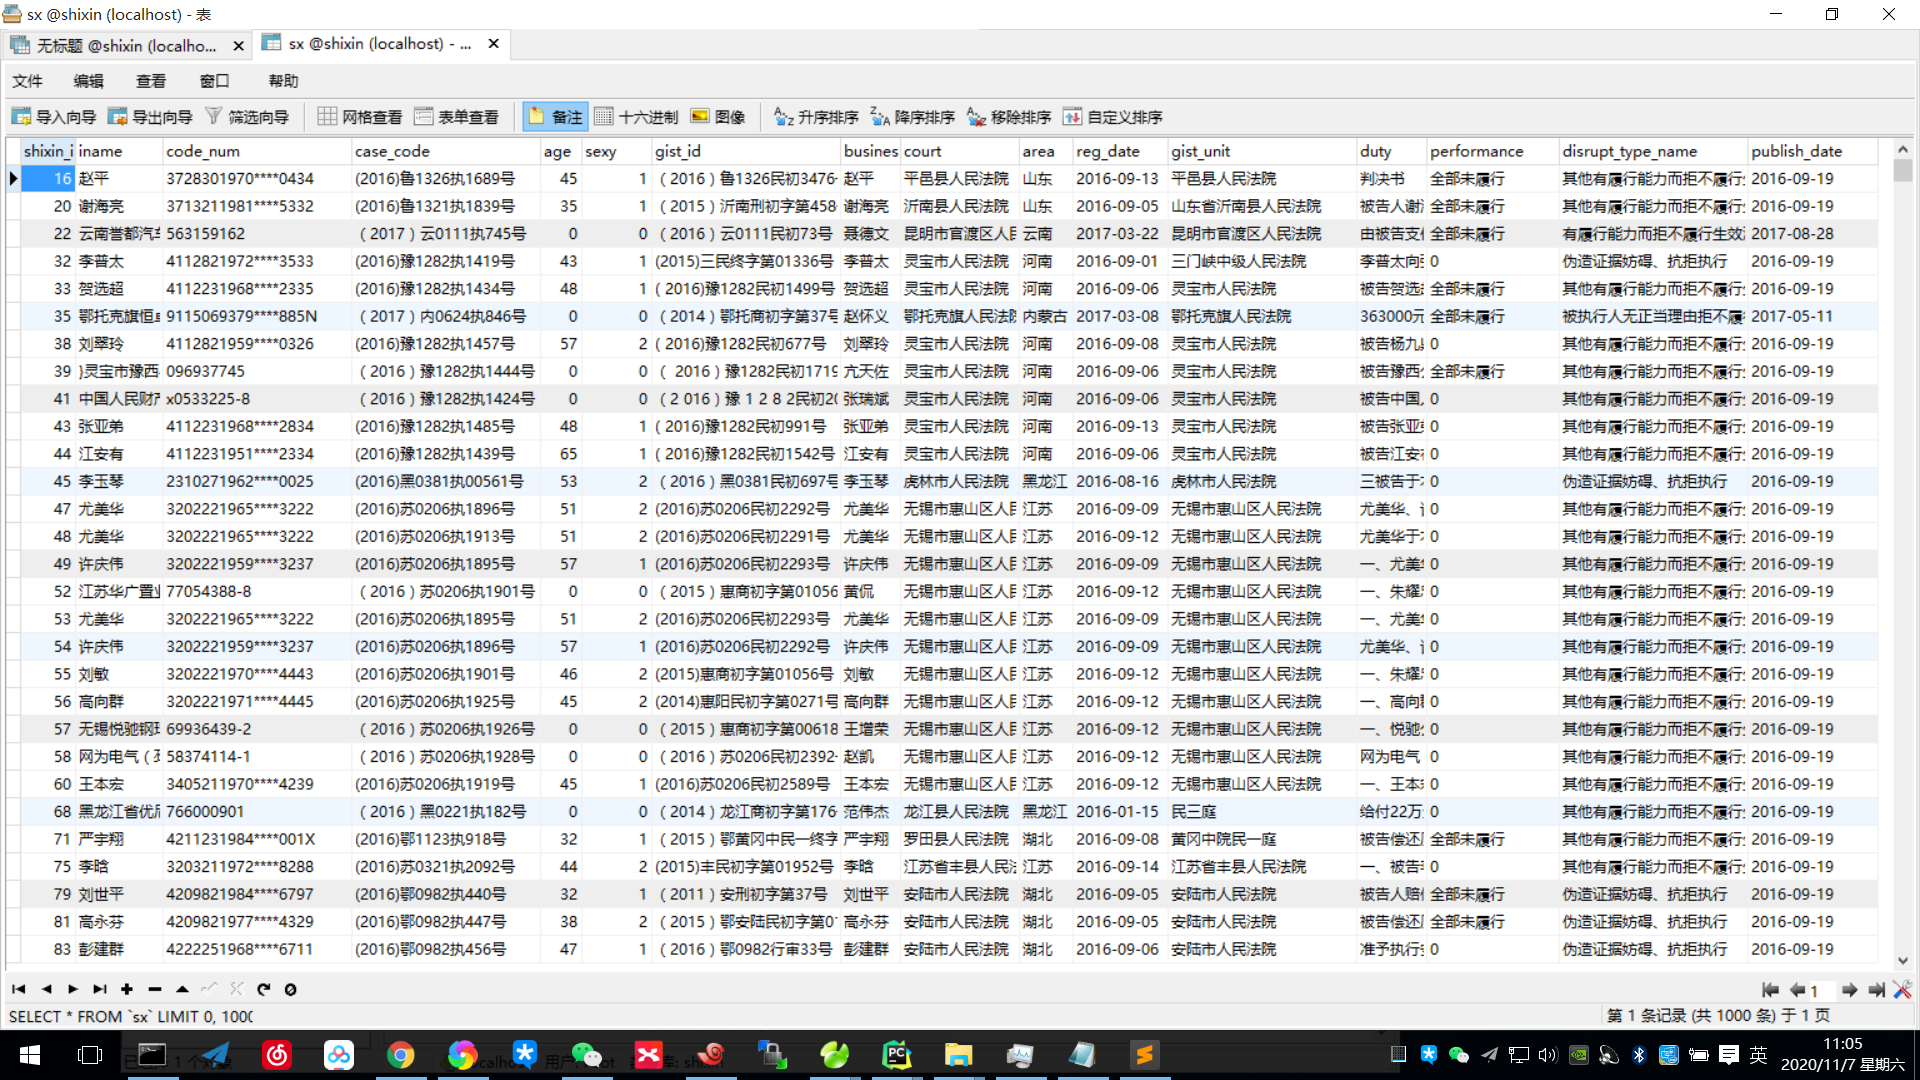 sx @shixin (localhost) - 表
无标题 @shixin (localho... sx @shixin (localhost) - ...
文件 编辑 查看 窗口 帮助
导入向导 导出向导 筛选向导 网格查看 表单查看 备注 十六进制 图像 升序排序 降序排序 移除排序 自定义排序
shixin_i iname code_num case_code age sexy gist_id busines court area reg_date gist_unit duty performance disrupt_type_name publish_date
16 赵平 3728301970****0434 (2016)鲁1326执1689号 45 1 （2016）鲁1326民初3476 赵平 平邑县人民法院 山东 2016-09-13 平邑县人民法院 判决书 全部未履行 其他有履行能力而拒不履行 2016-09-19
20 谢海亮 3713211981****5332 (2016)鲁1321执1839号 35 1 （2015）沂南刑初字第458 谢海亮 沂南县人民法院 山东 2016-09-05 山东省沂南县人民法院 被告人谢 全部未履行 其他有履行能力而拒不履行 2016-09-19
22 云南誉都汽 563159162 （2017）云0111执745号 0 0 （2016）云0111民初73号 聂德文 昆明市官渡区人 云南 2017-03-22 昆明市官渡区人民法院 由被告支 全部未履行 有履行能力而拒不履行生效 2017-08-28
32 李普太 4112821972****3533 (2016)豫1282执1419号 43 1 (2015)三民终字第01336号 李普太 灵宝市人民法院 河南 2016-09-01 三门峡中级人民法院 李普太向 0 伪造证据妨碍、抗拒执行 2016-09-19
33 贺选超 4112231968****2335 (2016)豫1282执1434号 48 1 ( 2016)豫1282民初1499号 贺选超 灵宝市人民法院 河南 2016-09-06 灵宝市人民法院 被告贺选 全部未履行 其他有履行能力而拒不履行 2016-09-19
35 鄂托克旗恒 9115069379****885N （2017）内0624执846号 0 0 （2014）鄂托商初字第37号 赵怀义 鄂托克旗人民法 内蒙古 2017-03-08 鄂托克旗人民法院 363000元 全部未履行 被执行人无正当理由拒不履 2017-05-11
38 刘翠玲 4112821959****0326 (2016)豫1282执1457号 57 2 ( 2016)豫1282民初677号 刘翠玲 灵宝市人民法院 河南 2016-09-08 灵宝市人民法院 被告杨九 0 其他有履行能力而拒不履行 2016-09-19
39 }灵宝市豫西 096937745 （2016）豫1282执1444号 0 0 （ 2016）豫1282民初1719 亢天佐 灵宝市人民法院 河南 2016-09-06 灵宝市人民法院 被告豫西 全部未履行 其他有履行能力而拒不履行 2016-09-19
41 中国人民财 x0533225-8 （2016）豫1282执1424号 0 0 （2 016）豫 1 2 8 2民初2 张瑞斌 灵宝市人民法院 河南 2016-09-06 灵宝市人民法院 被告中国 0 其他有履行能力而拒不履行 2016-09-19
43 张亚弟 4112231968****2834 (2016)豫1282执1485号 48 1 ( 2016)豫1282民初991号 张亚弟 灵宝市人民法院 河南 2016-09-13 灵宝市人民法院 被告张亚 0 其他有履行能力而拒不履行 2016-09-19
44 江安有 4112231951****2334 (2016)豫1282执1439号 65 1 ( 2016)豫1282民初1542号 江安有 灵宝市人民法院 河南 2016-09-06 灵宝市人民法院 被告江安 0 其他有履行能力而拒不履行 2016-09-19
45 李玉琴 2310271962****0025 (2016)黑0381执00561号 53 2 （2016）黑0381民初697号 李玉琴 虎林市人民法院 黑龙江 2016-08-16 虎林市人民法院 三被告于 0 伪造证据妨碍、抗拒执行 2016-09-19
47 尤美华 3202221965****3222 (2016)苏0206执1896号 51 2 (2016)苏0206民初2292号 尤美华 无锡市惠山区人 江苏 2016-09-09 无锡市惠山区人民法院 尤美华、 0 其他有履行能力而拒不履行 2016-09-19
48 尤美华 3202221965****3222 (2016)苏0206执1913号 51 2 (2016)苏0206民初2291号 尤美华 无锡市惠山区人 江苏 2016-09-12 无锡市惠山区人民法院 尤美华于 0 其他有履行能力而拒不履行 2016-09-19
49 许庆伟 3202221959****3237 (2016)苏0206执1895号 57 1 (2016)苏0206民初2293号 许庆伟 无锡市惠山区人 江苏 2016-09-09 无锡市惠山区人民法院 一、尤美 0 其他有履行能力而拒不履行 2016-09-19
52 江苏华广置业 77054388-8 （2016）苏0206执1901号 0 0 （2015）惠商初字第01056 黄侃 无锡市惠山区人 江苏 2016-09-12 无锡市惠山区人民法院 一、朱耀 0 其他有履行能力而拒不履行 2016-09-19
53 尤美华 3202221965****3222 (2016)苏0206执1895号 51 2 (2016)苏0206民初2293号 尤美华 无锡市惠山区人 江苏 2016-09-09 无锡市惠山区人民法院 一、尤美 0 其他有履行能力而拒不履行 2016-09-19
54 许庆伟 3202221959****3237 (2016)苏0206执1896号 57 1 (2016)苏0206民初2292号 许庆伟 无锡市惠山区人 江苏 2016-09-09 无锡市惠山区人民法院 尤美华、 0 其他有履行能力而拒不履行 2016-09-19
55 刘敏 3202221970****4443 (2016)苏0206执1901号 46 2 (2015)惠商初字第01056号 刘敏 无锡市惠山区人 江苏 2016-09-12 无锡市惠山区人民法院 一、朱耀 0 其他有履行能力而拒不履行 2016-09-19
56 高向群 3202221971****4445 (2016)苏0206执1925号 45 2 (2014)惠阳民初字第0271号 高向群 无锡市惠山区人 江苏 2016-09-12 无锡市惠山区人民法院 一、高向 0 其他有履行能力而拒不履行 2016-09-19
57 无锡悦驰钢 69936439-2 （2016）苏0206执1926号 0 0 （2015）惠商初字第00618 王增荣 无锡市惠山区人 江苏 2016-09-12 无锡市惠山区人民法院 一、悦驰 0 其他有履行能力而拒不履行 2016-09-19
58 网为电气（ 58374114-1 （2016）苏0206执1928号 0 0 （2016）苏0206民初2392 赵凯 无锡市惠山区人 江苏 2016-09-12 无锡市惠山区人民法院 网为电气 0 其他有履行能力而拒不履行 2016-09-19
60 王本宏 3405211970****4239 (2016)苏0206执1919号 45 1 (2016)苏0206民初2589号 王本宏 无锡市惠山区人 江苏 2016-09-12 无锡市惠山区人民法院 一、王本 0 其他有履行能力而拒不履行 2016-09-19
68 黑龙江省优 766000901 （2016）黑0221执182号 0 0 （2014）龙江商初字第176 范伟杰 龙江县人民法院 黑龙江 2016-01-15 民三庭 给付22万 0 其他有履行能力而拒不履行 2016-09-19
71 严宇翔 4211231984****001X (2016)鄂1123执918号 32 1 （2015）鄂黄冈中民一终字 严宇翔 罗田县人民法院 湖北 2016-09-08 黄冈中院民一庭 被告偿还 全部未履行 其他有履行能力而拒不履行 2016-09-19
75 李晗 3203211972****8288 (2016)苏0321执2092号 44 2 (2015)丰民初字第01952号 李晗 江苏省丰县人民 江苏 2016-09-14 江苏省丰县人民法院 一、被告 0 其他有履行能力而拒不履行 2016-09-19
79 刘世平 4209821984****6797 (2016)鄂0982执440号 32 1 （2011）安刑初字第37号 刘世平 安陆市人民法院 湖北 2016-09-05 安陆市人民法院 被告人赔 全部未履行 伪造证据妨碍、抗拒执行 2016-09-19
81 高永芬 4209821977****4329 (2016)鄂0982执447号 38 2 （2015）鄂安陆民初字第0 高永芬 安陆市人民法院 湖北 2016-09-05 安陆市人民法院 被告偿还 全部未履行 伪造证据妨碍、抗拒执行 2016-09-19
83 彭建群 4222251968****6711 (2016)鄂0982执456号 47 1 （2016）鄂0982行审33号 彭建群 安陆市人民法院 湖北 2016-09-06 安陆市人民法院 准予执行 0 伪造证据妨碍、抗拒执行 2016-09-19
1
SELECT * FROM `sx` LIMIT 0, 100
第 1 条记录 (共 1000 条) 于 1 页
英
11:05
2020/11/7 星期六